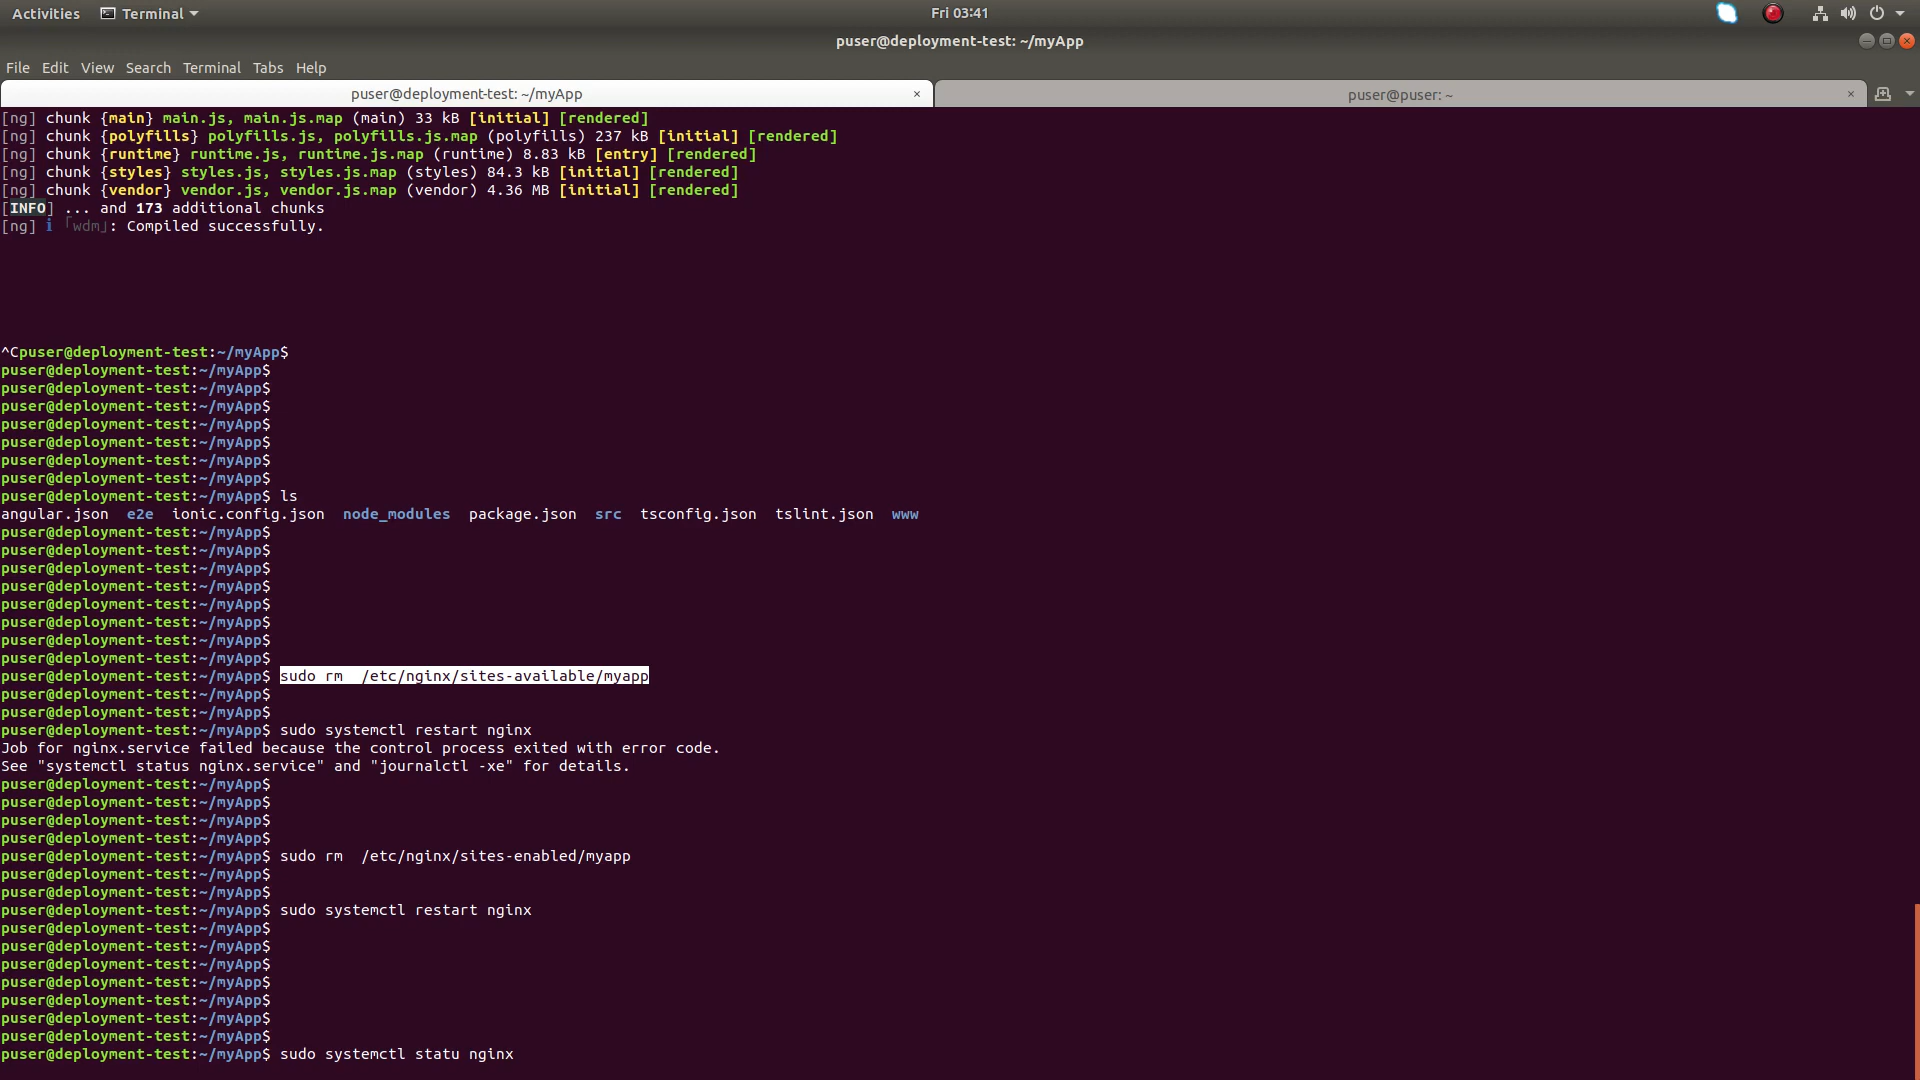 Activities Terminal Fri 03:41
puser@deployment-test: ~/myApp
File Edit View Search Terminal Tabs Help
puser@deployment-test: ~/myApp × puser@puser: ~ ×
[ng] chunk {main} main.js, main.js.map (main) 33 kB [initial] [rendered]
[ng] chunk {polyfills} polyfills.js, polyfills.js.map (polyfills) 237 kB [initial] [rendered]
[ng] chunk {runtime} runtime.js, runtime.js.map (runtime) 8.83 kB [entry] [rendered]
[ng] chunk {styles} styles.js, styles.js.map (styles) 84.3 kB [initial] [rendered]
[ng] chunk {vendor} vendor.js, vendor.js.map (vendor) 4.36 MB [initial] [rendered]
[INFO] ... and 173 additional chunks
[ng] ℹ ｢wdm｣: Compiled successfully.
^Cpuser@deployment-test:~/myApp$
puser@deployment-test:~/myApp$
puser@deployment-test:~/myApp$
puser@deployment-test:~/myApp$
puser@deployment-test:~/myApp$
puser@deployment-test:~/myApp$
puser@deployment-test:~/myApp$
puser@deployment-test:~/myApp$
puser@deployment-test:~/myApp$ ls
angular.json e2e ionic.config.json node_modules package.json src tsconfig.json tslint.json www
puser@deployment-test:~/myApp$
puser@deployment-test:~/myApp$
puser@deployment-test:~/myApp$
puser@deployment-test:~/myApp$
puser@deployment-test:~/myApp$
puser@deployment-test:~/myApp$
puser@deployment-test:~/myApp$
puser@deployment-test:~/myApp$
puser@deployment-test:~/myApp$ sudo rm  /etc/nginx/sites-available/myapp
puser@deployment-test:~/myApp$
puser@deployment-test:~/myApp$
puser@deployment-test:~/myApp$ sudo systemctl restart nginx
Job for nginx.service failed because the control process exited with error code.
See "systemctl status nginx.service" and "journalctl -xe" for details.
puser@deployment-test:~/myApp$
puser@deployment-test:~/myApp$
puser@deployment-test:~/myApp$
puser@deployment-test:~/myApp$
puser@deployment-test:~/myApp$ sudo rm  /etc/nginx/sites-enabled/myapp
puser@deployment-test:~/myApp$
puser@deployment-test:~/myApp$
puser@deployment-test:~/myApp$ sudo systemctl restart nginx
puser@deployment-test:~/myApp$
puser@deployment-test:~/myApp$
puser@deployment-test:~/myApp$
puser@deployment-test:~/myApp$
puser@deployment-test:~/myApp$
puser@deployment-test:~/myApp$
puser@deployment-test:~/myApp$
puser@deployment-test:~/myApp$ sudo systemctl statu nginx